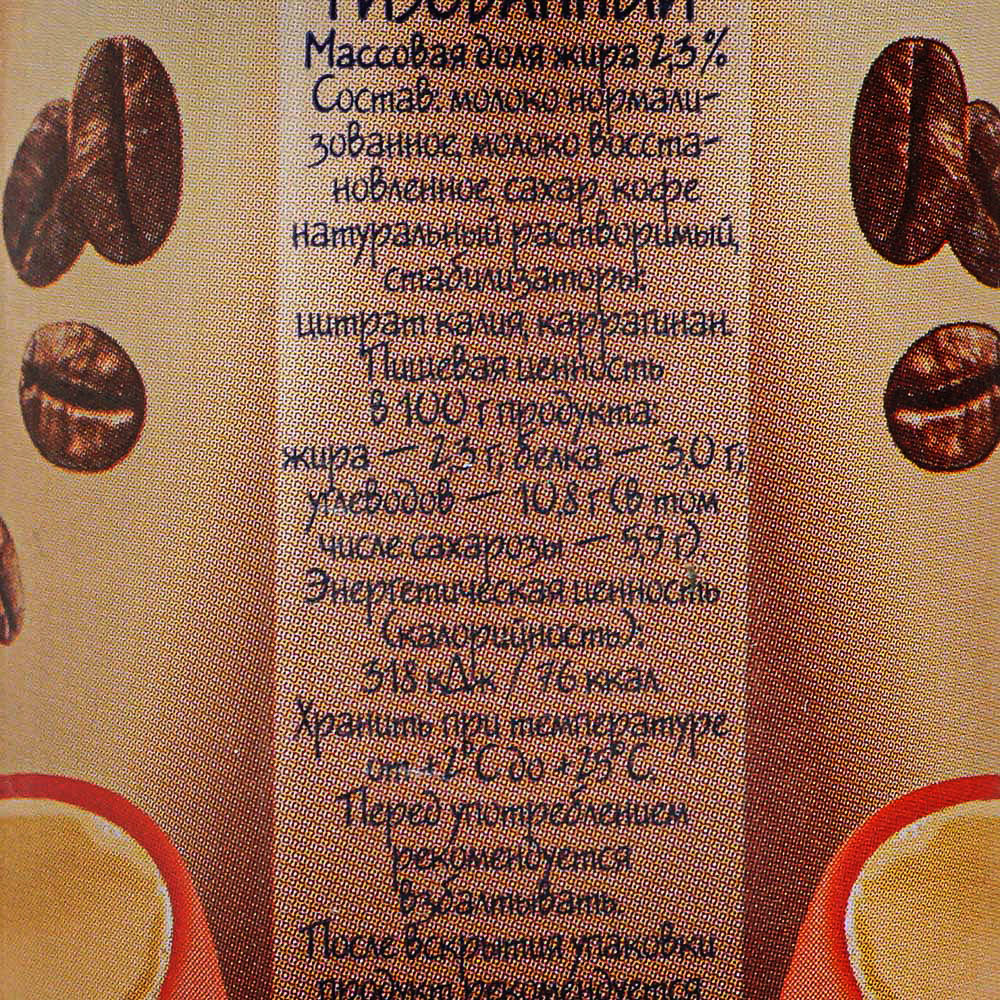 ТИЗОВАННЫЙ
Массовая доля жира 2,3%
Состав: молоко нормали-
зованное, молоко восста-
новленное, сахар, кофе
натуральный растворимый,
стабилизаторы:
цитрат калия, каррагинан.
Пищевая ценность
в 100 г продукта:
жира — 2,3 г; белка — 3,0 г;
углеводов — 10,8 г (в том
числе сахарозы — 5,9 г).
Энергетическая ценность
(калорийность):
318 кДж / 76 ккал
Хранить при температуре
от +2°С до +25°С.
Перед употреблением
рекомендуется
взбалтывать.
После вскрытия упаковки
продукт рекомендуется